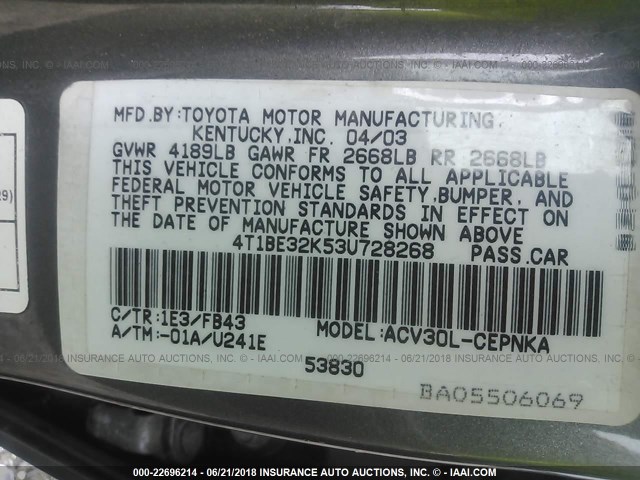 MFD.BY:TOYOTA MOTOR MANUFACTURING,
KENTUCKY,INC. 04/03
GVWR 4189LB GAWR FR 2668LB RR 2668LB
THIS VEHICLE CONFORMS TO ALL APPLICABLE
FEDERAL MOTOR VEHICLE SAFETY,BUMPER, AND
THEFT PREVENTION STANDARDS IN EFFECT ON
THE DATE OF MANUFACTURE SHOWN ABOVE
4T1BE32K53U728268 PASS.CAR
C/TR:1E3/FB43
A/TM:-01A/U241E
MODEL:ACV30L-CEPNKA
53830
BA05506069
29)
000-22696214 - 06/21/2018 INSURANCE AUTO AUCTIONS, INC. - © IAAI.COM